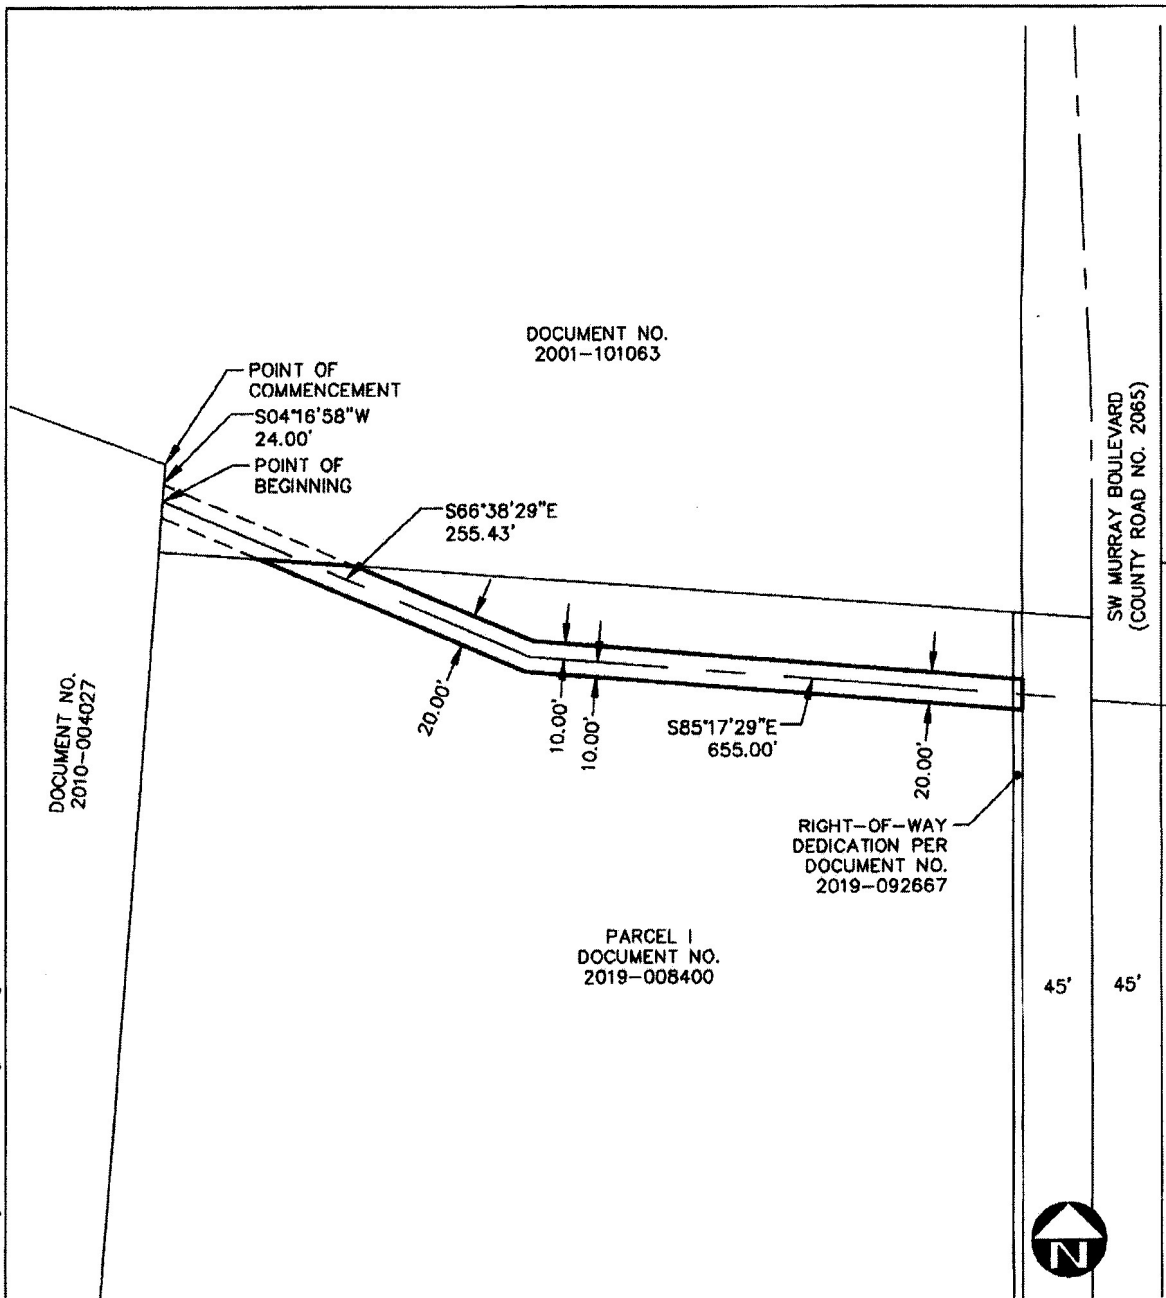 DOCUMENT NO.
2001-101063
POINT OF
COMMENCEMENT
S04°16'58"W
24.00'
POINT OF
BEGINNING
S66°38'29"E
255.43'
SW MURRAY BOULEVARD
(COUNTY ROAD NO. 2065)
DOCUMENT NO.
2010-004027
20.00'
10.00'
10.00'
S85°17'29"E
655.00'
20.00'
RIGHT-OF-WAY
DEDICATION PER
DOCUMENT NO.
2019-092667
PARCEL I
DOCUMENT NO.
2019-008400
45'
45'
N